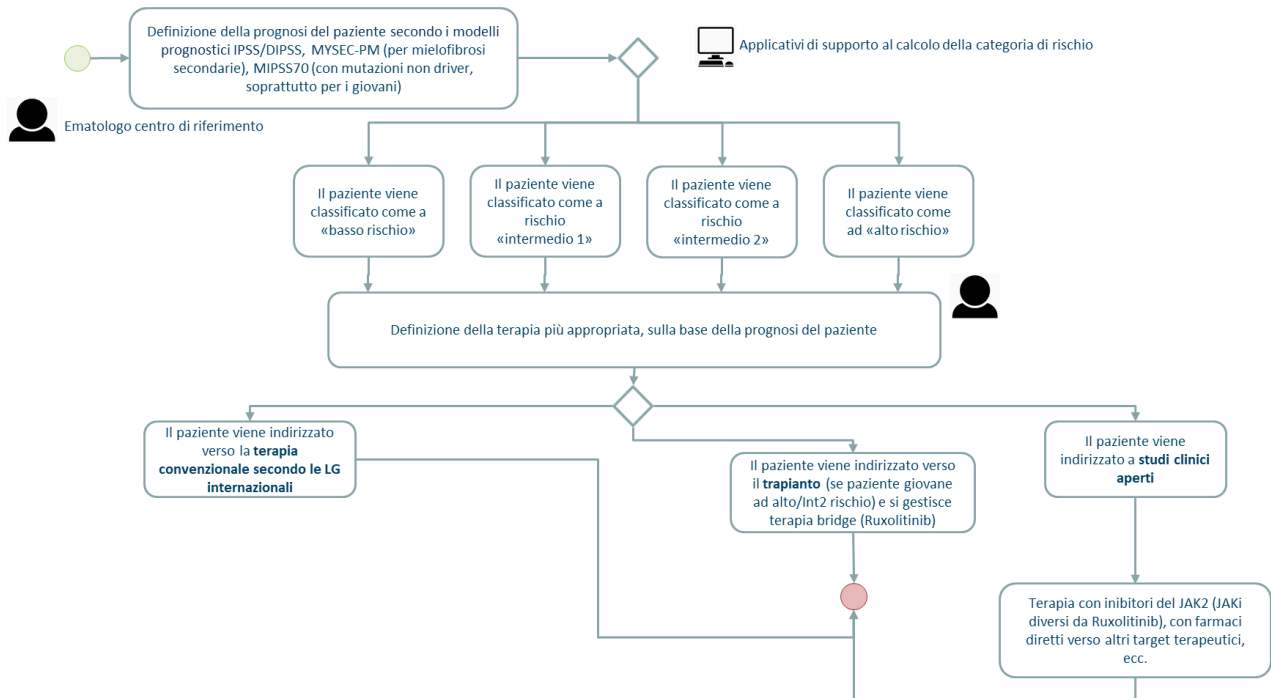 Definizione della prognosi del paziente secondo i modelli
prognostici IPSS/DIPSS, MYSEC-PM (per mielofibrosi
secondarie), MIPSS70 (con mutazioni non driver,
soprattutto per i giovani)
Applicativi di supporto al calcolo della categoria di rischio
Ematologo centro di riferimento
Il paziente viene
classificato come a
«basso rischio»
Il paziente viene
classificato come a
rischio
«intermedio 1»
Il paziente viene
classificato come a
rischio
«intermedio 2»
Il paziente viene
classificato come
ad «alto rischio»
Definizione della terapia più appropriata, sulla base della prognosi del paziente
Il paziente viene indirizzato
verso la terapia
convenzionale secondo le LG
internazionali
Il paziente viene indirizzato verso
il trapianto (se paziente giovane
ad alto/Int2 rischio) e si gestisce
terapia bridge (Ruxolitinib)
Il paziente viene
indirizzato a studi clinici
aperti
Terapia con inibitori del JAK2 (JAKi
diversi da Ruxolitinib), con farmaci
diretti verso altri target terapeutici,
ecc.